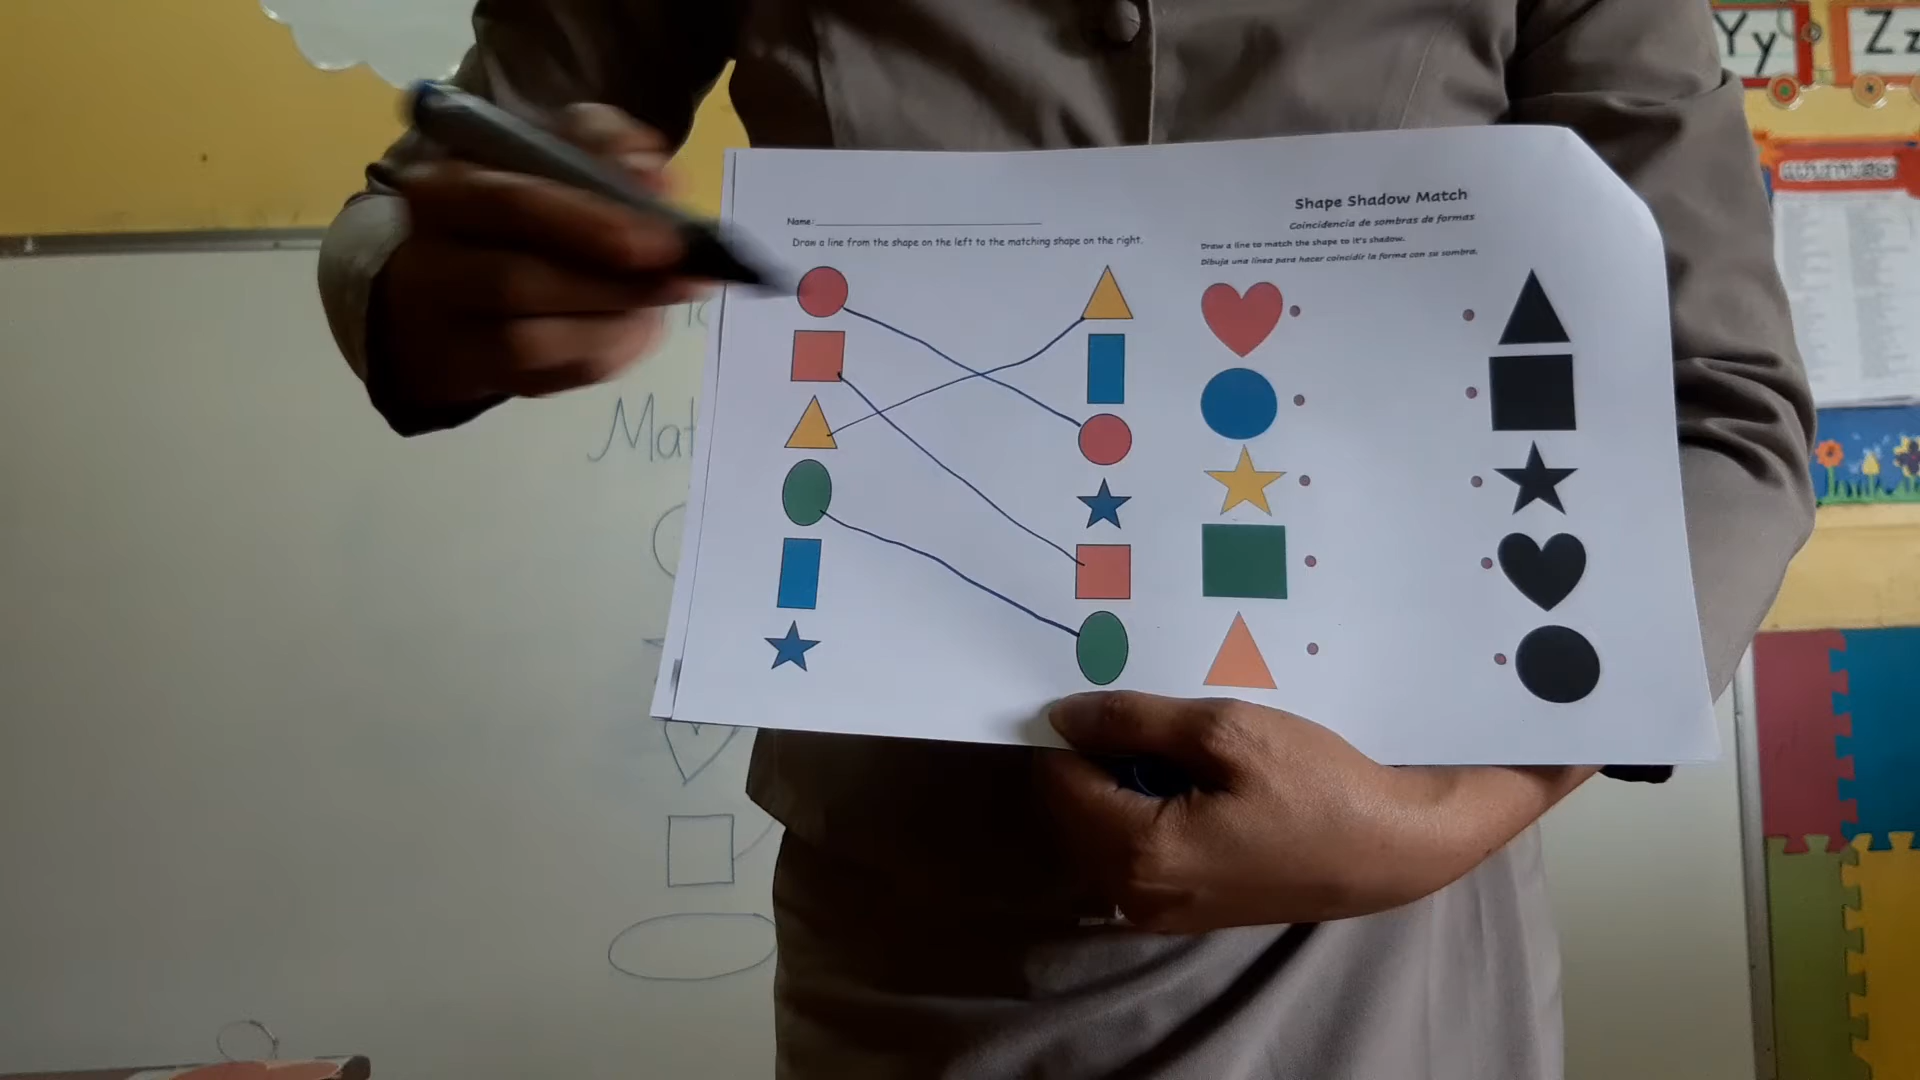 Name:
Draw a line from the shape on the left to the matching shape on the right.
Shape Shadow Match
Coincidencia de sombras de formas
Draw a line to match the shape to it's shadow.
Dibuja una línea para hacer coincidir la forma con su sombra.
Mat
Yy
Zz